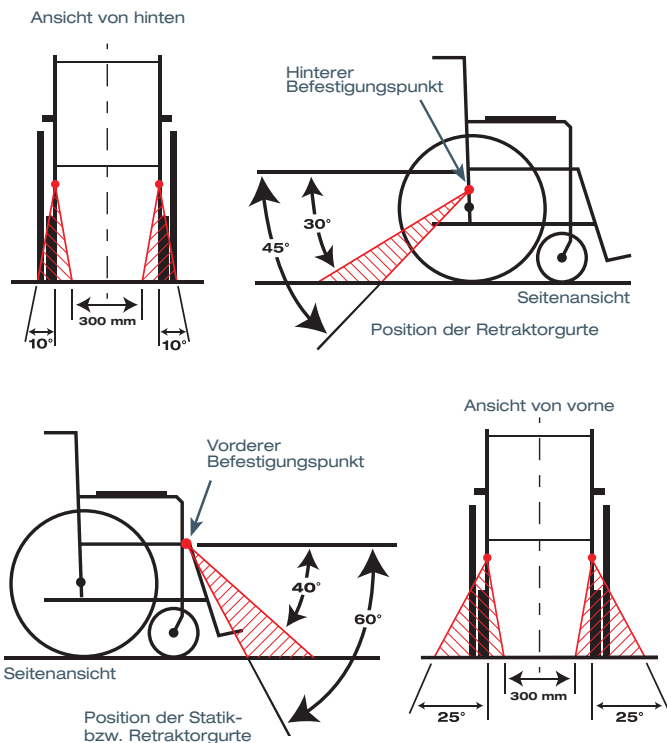 Ansicht von hinten
300 mm
10°
10°
Hinterer
Befestigungspunkt
30°
45°
Seitenansicht
Position der Retraktorgurte
Vorderer
Befestigungspunkt
40°
60°
Seitenansicht
Position der Statik-
bzw. Retraktorgurte
Ansicht von vorne
300 mm
25°
25°